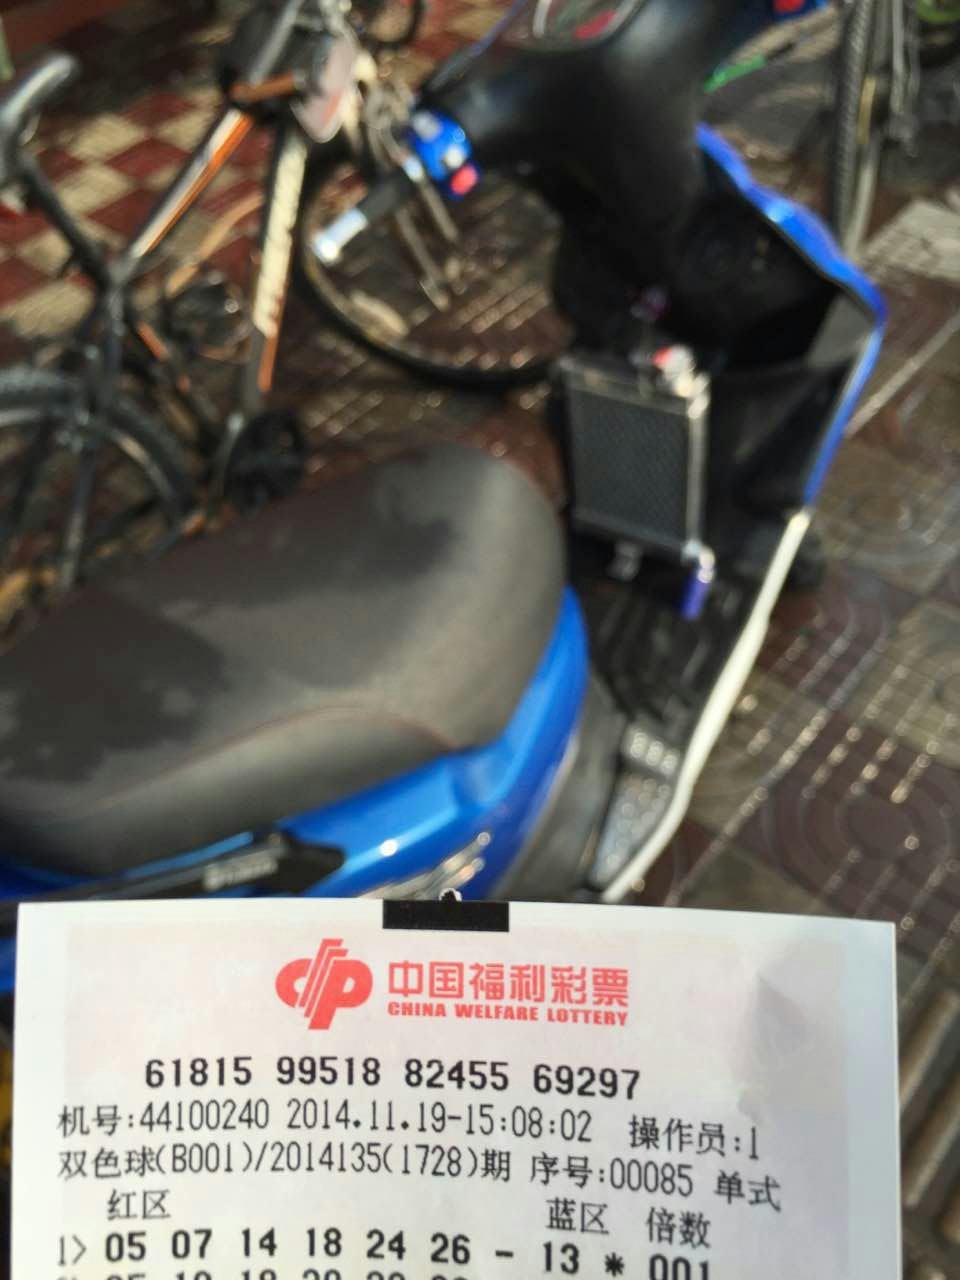 中国福利彩票
CHINA WELFARE LOTTERY
61815 99518 82455 69297
机号:44100240 2014.11.19-15:08:02 操作员:1
双色球(B001)/2014135(1728)期 序号:00085 单式
红区 蓝区 倍数
1> 05 07 14 18 24 26 - 13 * 001